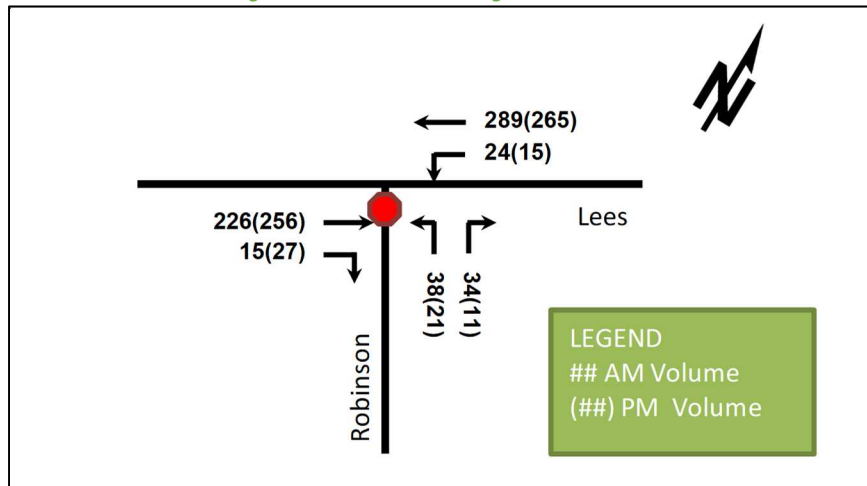 N
289(265)
24(15)
Lees
226(256)
15(27)
38(21)
34(11)
Robinson
LEGEND
## AM Volume
(##) PM Volume